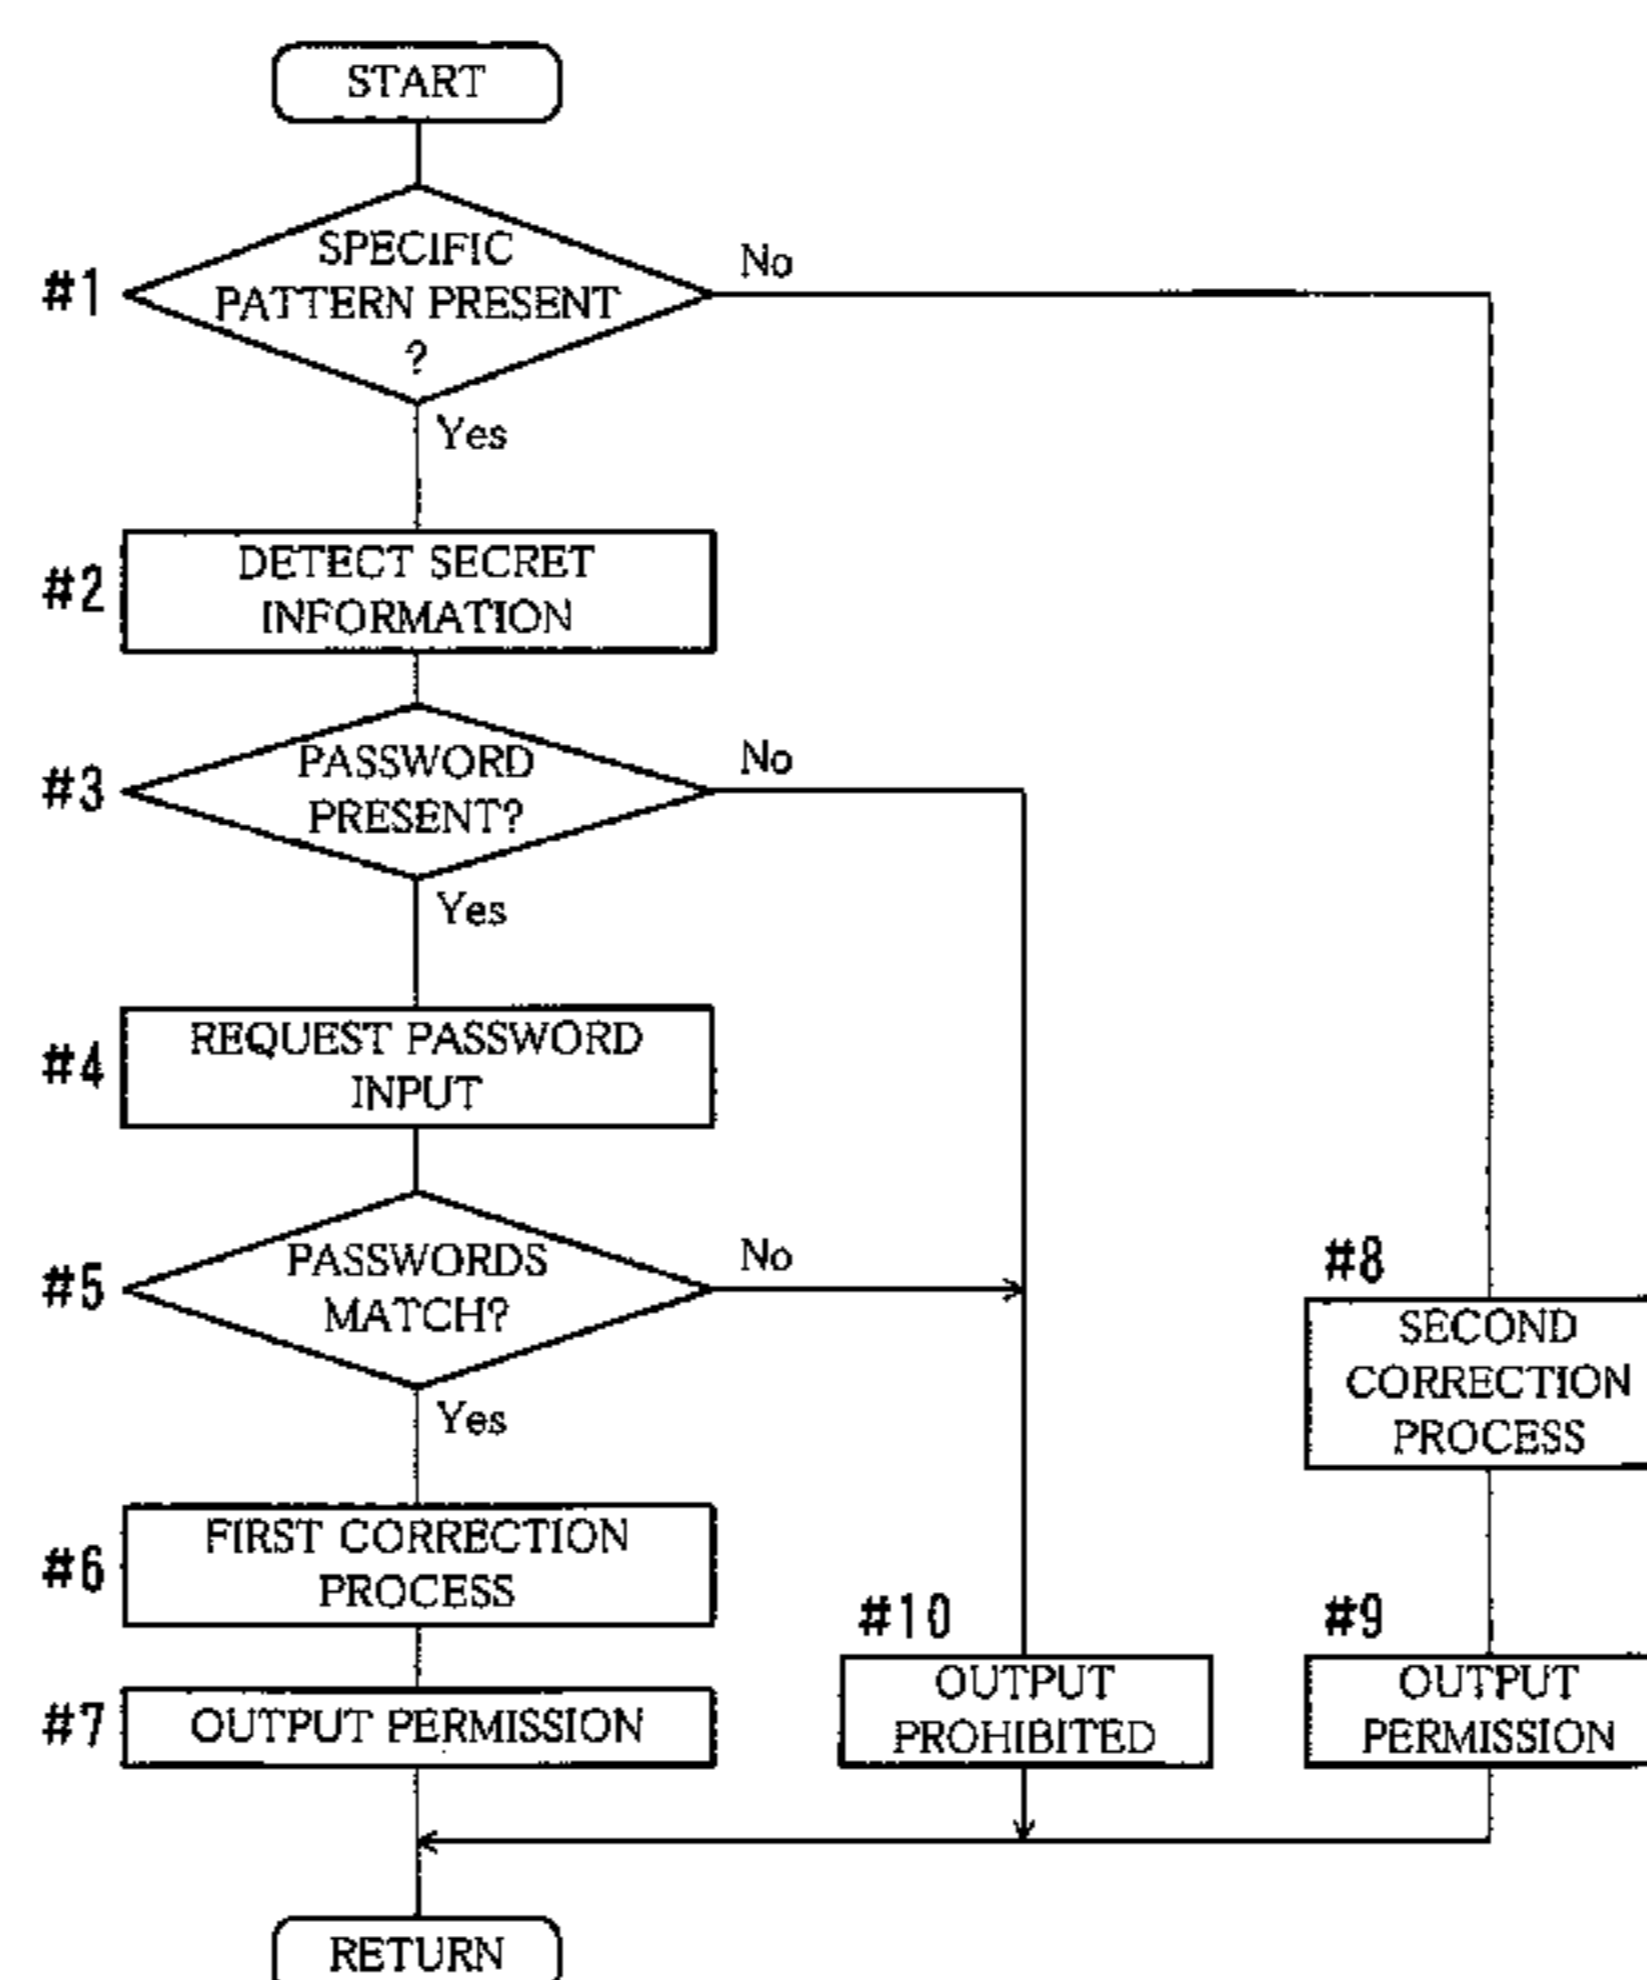 START
#1
SPECIFIC
PATTERN PRESENT
?
No
Yes
#2
DETECT SECRET
INFORMATION
#3
PASSWORD
PRESENT?
No
Yes
#4
REQUEST PASSWORD
INPUT
#5
PASSWORDS
MATCH?
No
Yes
#8
SECOND
CORRECTION
PROCESS
#6
FIRST CORRECTION
PROCESS
#7
OUTPUT PERMISSION
#10
OUTPUT
PROHIBITED
#9
OUTPUT
PERMISSION
RETURN